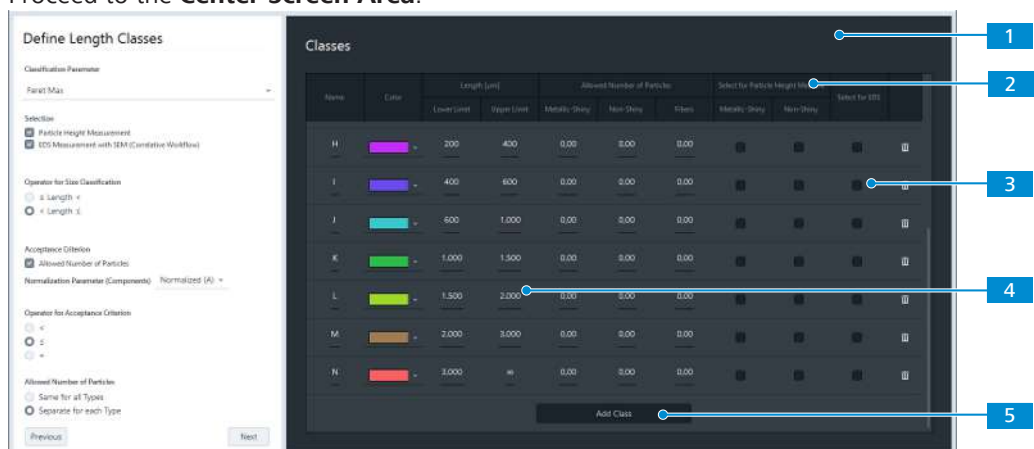 Proceed to the Center Screen Area.
Define Length Classes
Classification Parameter
Feret Max
Selection
Particle Height Measurement
EDS Measurement with SEM (Correlative Workflow)
Operator for Size Classification
≤ Length <
< Length ≤
Acceptance Criterion
Allowed Number of Particles
Normalization Parameter (Components) Normalized (A)
Operator for Acceptance Criterion
<
≤
=
Allowed Number of Particles
Same for all Types
Separate for each Type
Previous Next
Classes
Name Color Length [µm] Allowed Number of Particles Select for Particle Height Select for EDS
Lower Limit Upper Limit Metallic-Shiny Non-Shiny Fibers Metallic-Shiny Non-Shiny
H 200 400 0,00 0,00 0,00
I 400 600 0,00 0,00 0,00
J 600 1.000 0,00 0,00 0,00
K 1.000 1.500 0,00 0,00 0,00
L 1.500 2.000 0,00 0,00 0,00
M 2.000 3.000 0,00 0,00 0,00
N 3.000 ∞ 0,00 0,00 0,00
Add Class
1
2
3
4
5